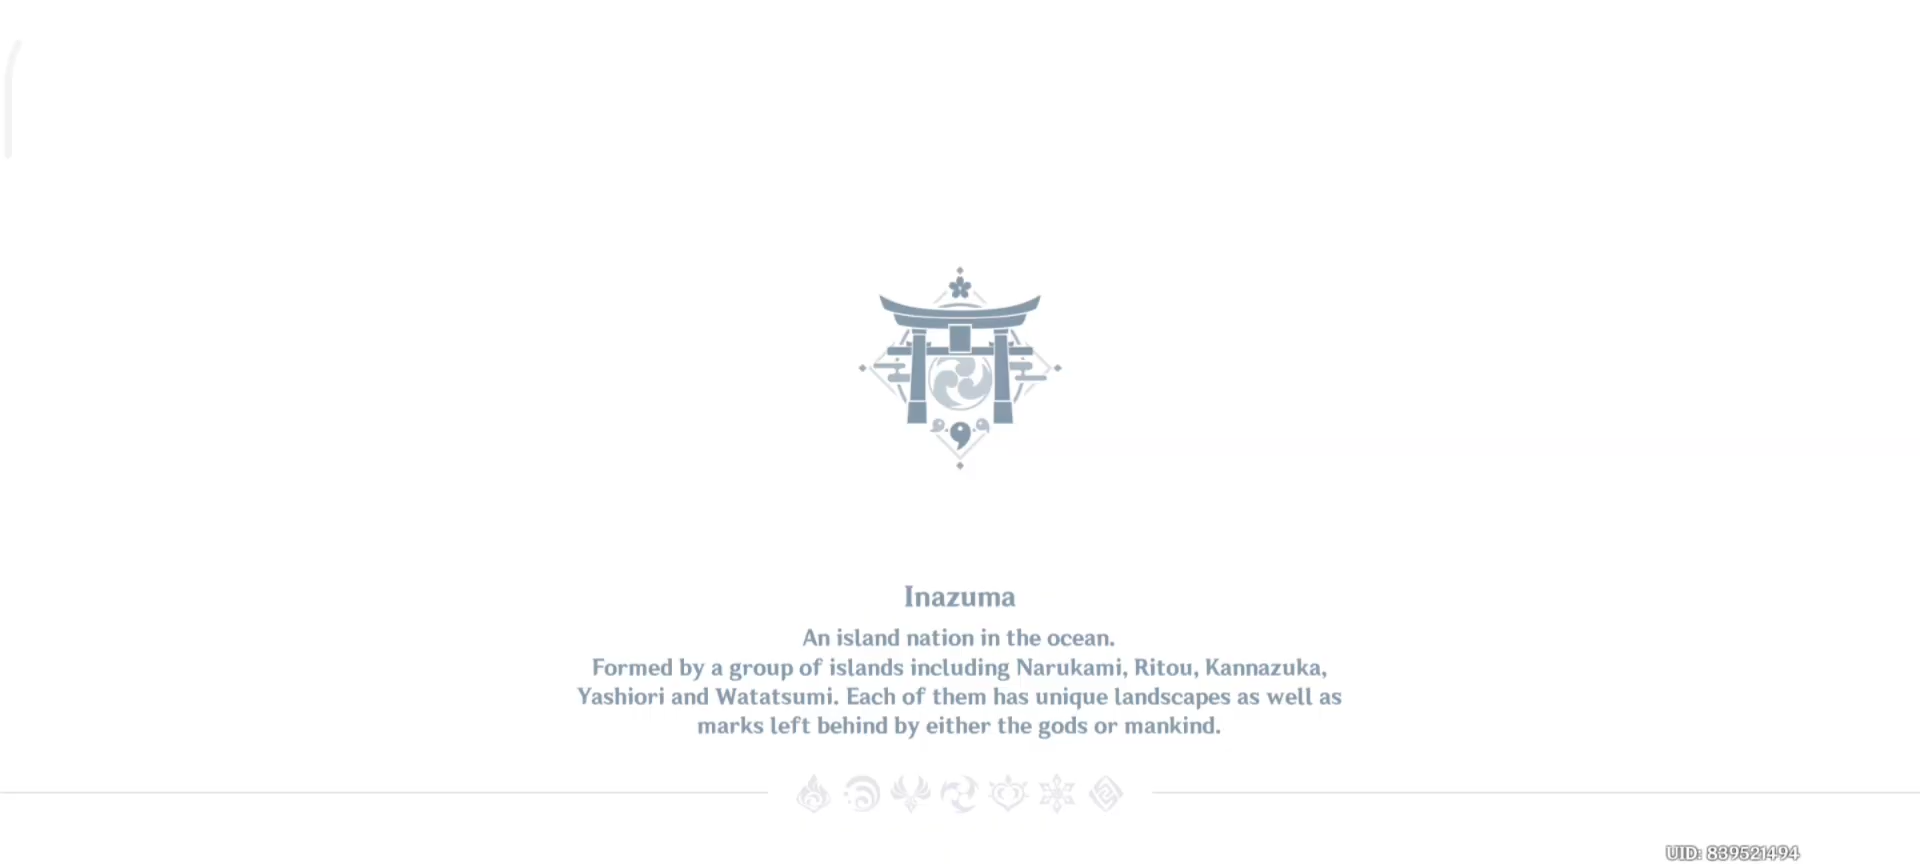 Inazuma
An island nation in the ocean.
Formed by a group of islands including Narukami, Ritou, Kannazuka,
Yashiori and Watatsumi. Each of them has unique landscapes as well as
marks left behind by either the gods or mankind.
UID: 839521494